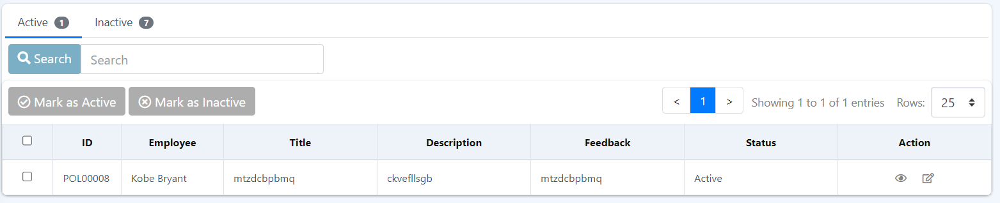 Active 1 Inactive 7
Search Search
Mark as Active Mark as Inactive < 1 > Showing 1 to 1 of 1 entries Rows: 25
ID Employee Title Description Feedback Status Action
POL00008 Kobe Bryant mtzdcbpbmq ckvefllsgb mtzdcbpbmq Active